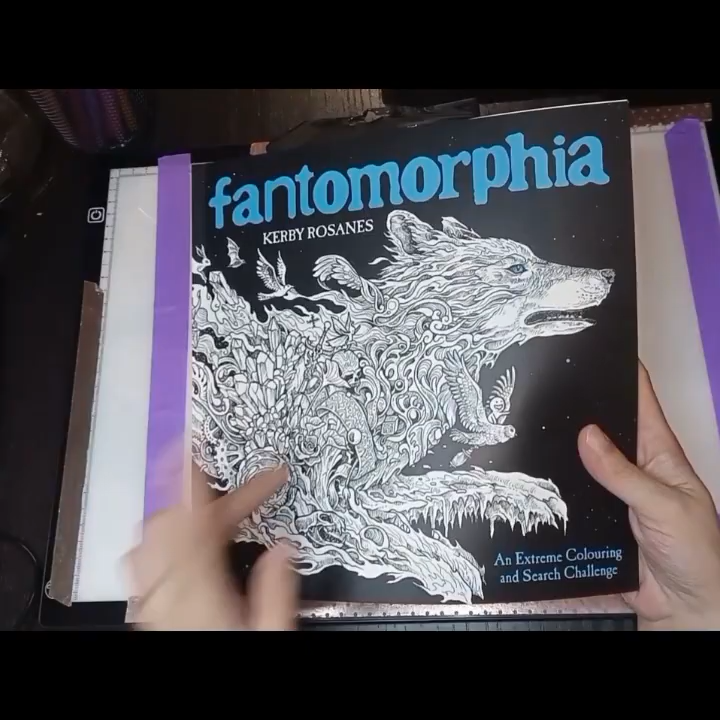 fantomorphia
KERBY ROSANES
An Extreme Colouring
and Search Challenge